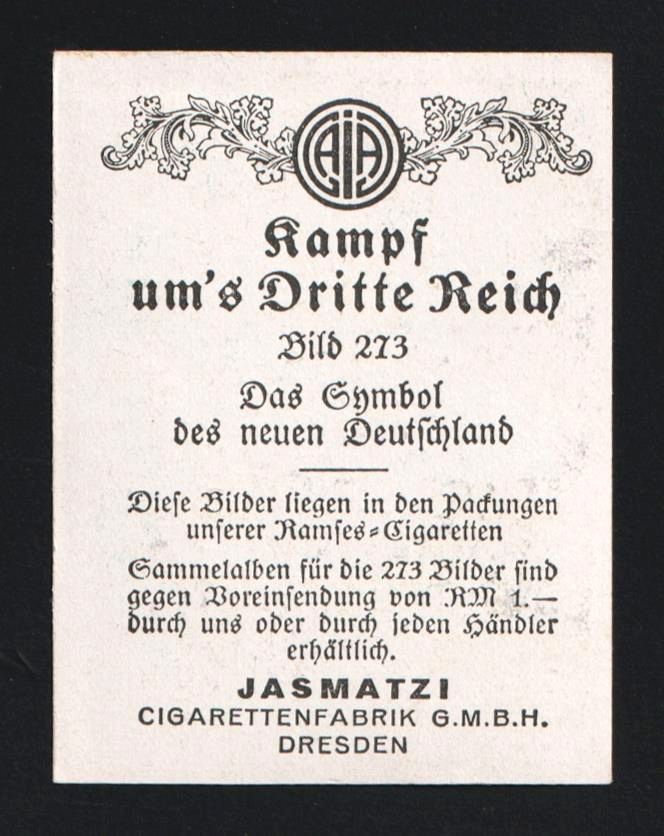 AJA
Kampf
um's Dritte Reich
Bild 273
Das Symbol
des neuen Deutschland
Diese Bilder liegen in den Packungen
unserer Ramses-Cigaretten
Sammelalben für die 273 Bilder sind
gegen Voreinsendung von RM 1.—
durch uns oder durch jeden Händler
erhältlich.
JASMATZI
CIGARETTENFABRIK G.M.B.H.
DRESDEN